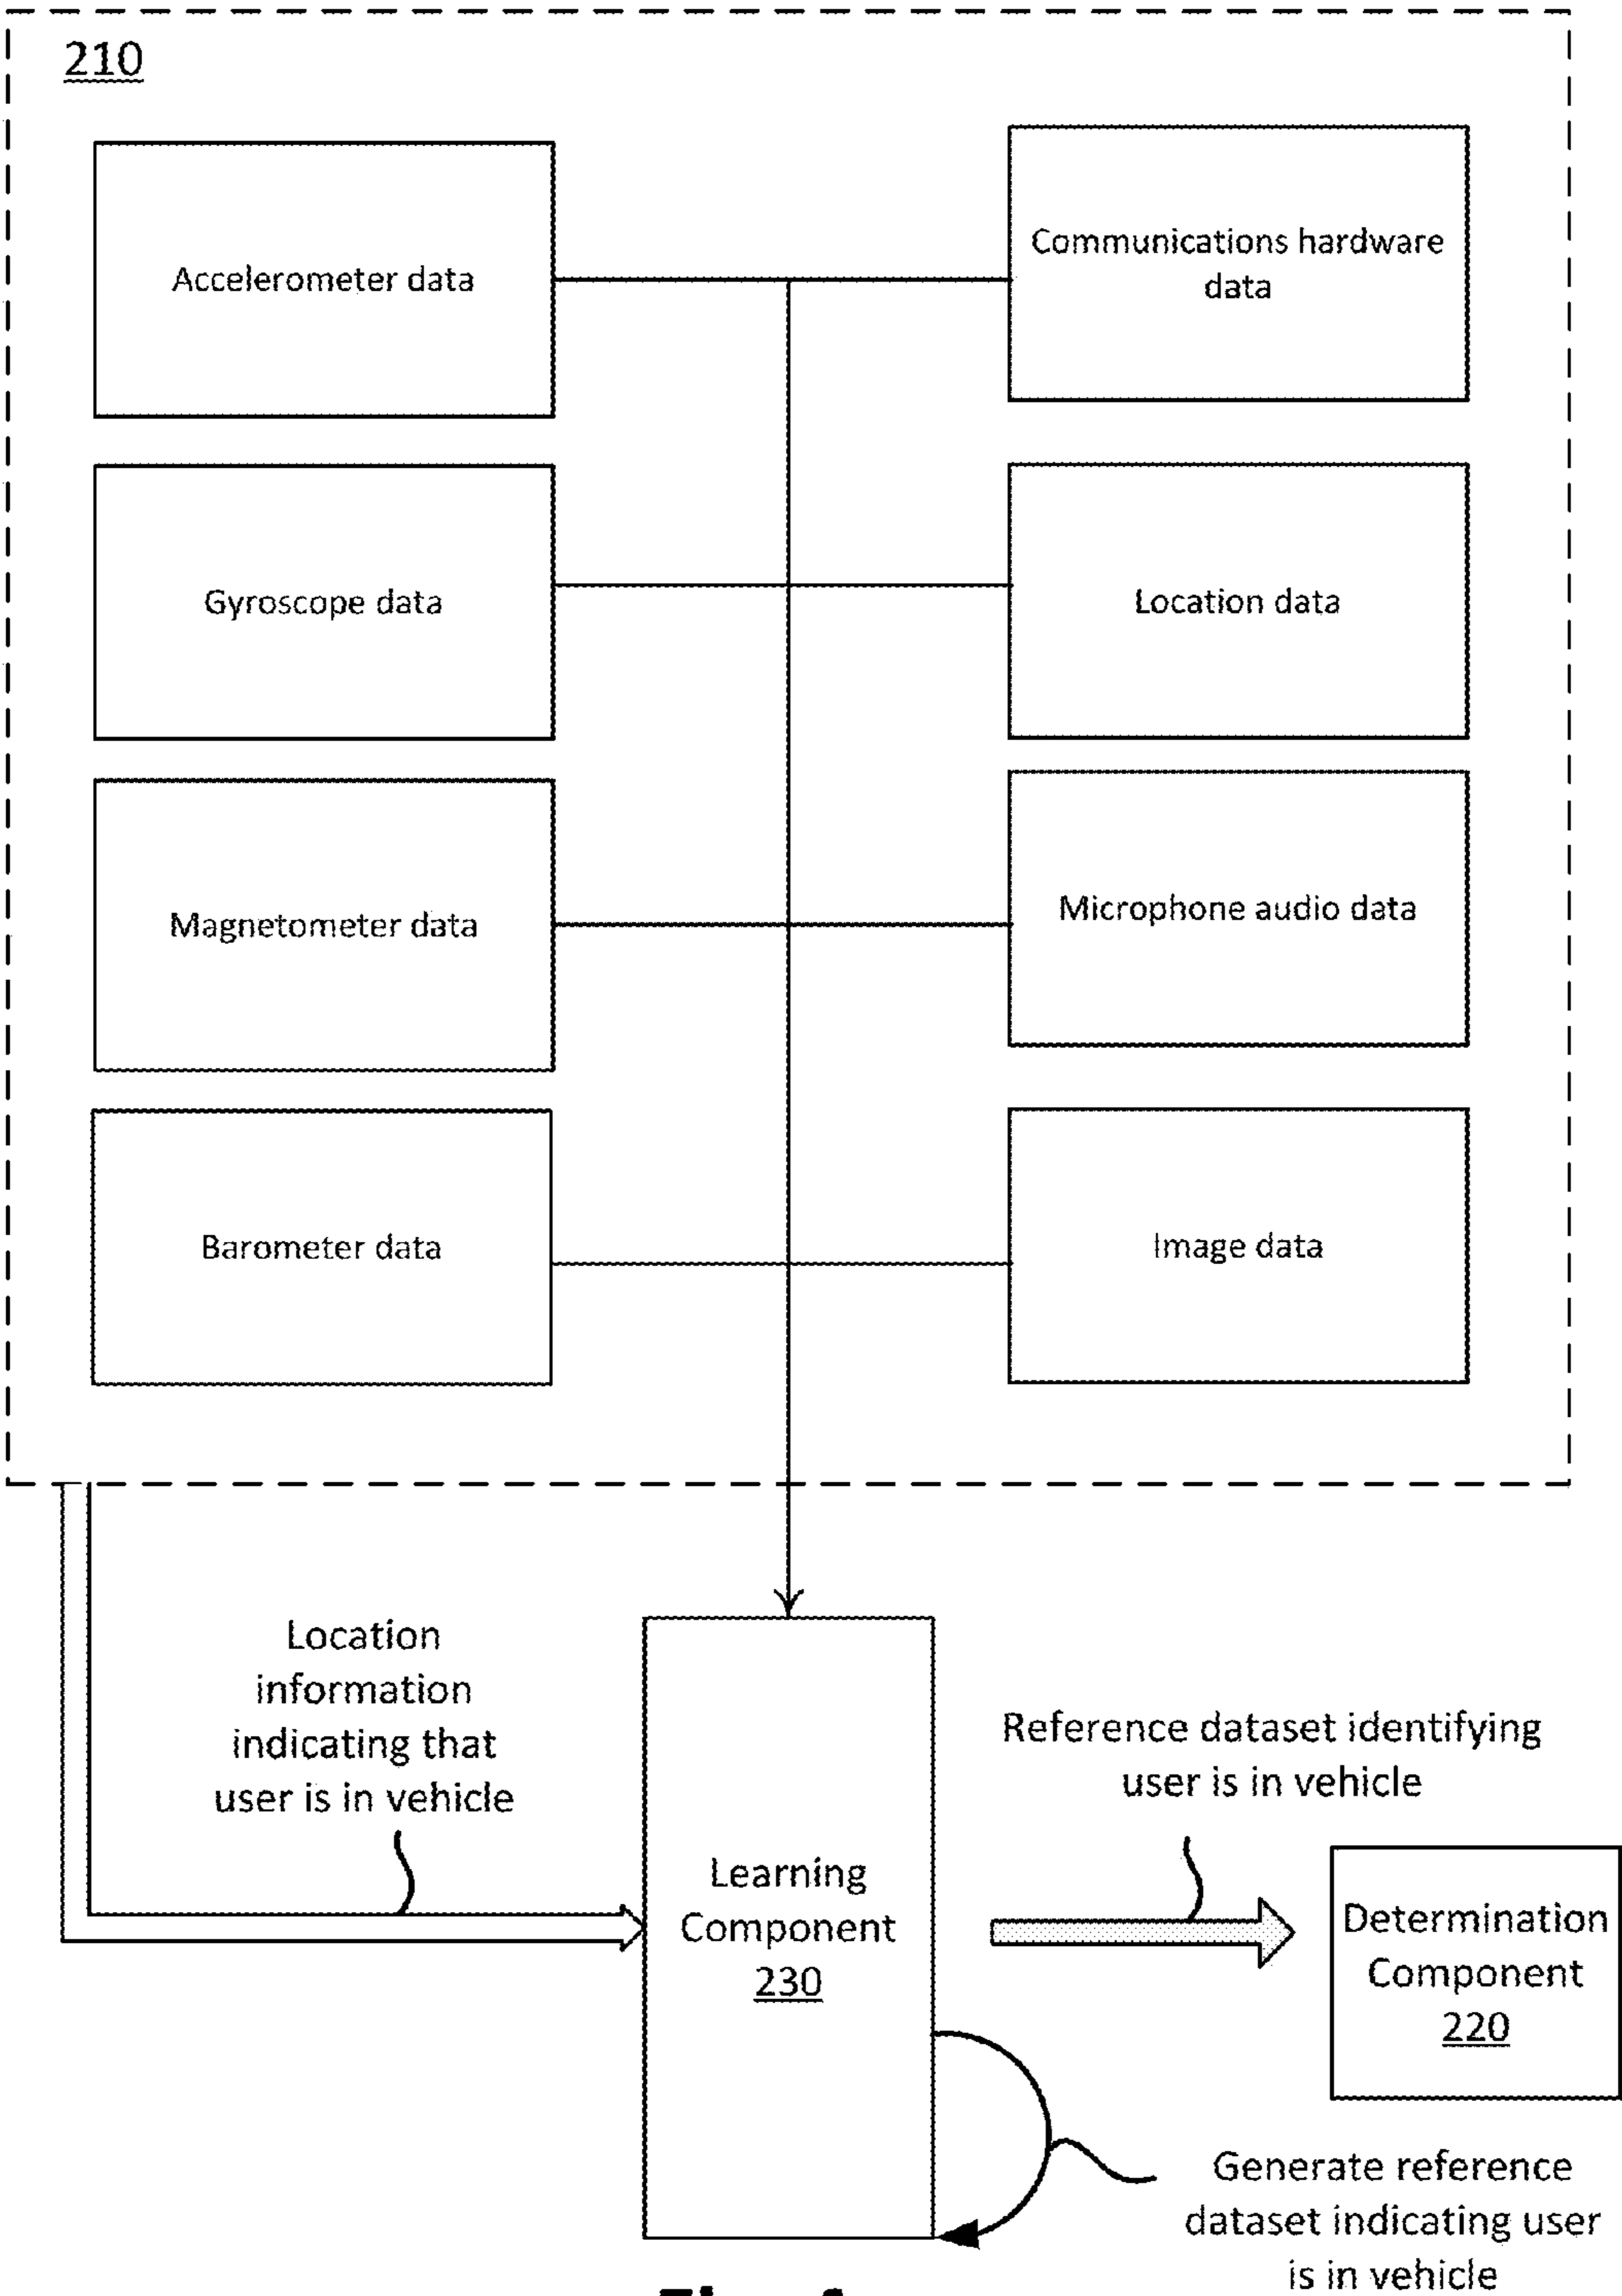 210
Accelerometer data
Communications hardware
data
Gyroscope data
Location data
Magnetometer data
Microphone audio data
Barometer data
Image data
Location
information
indicating that
user is in vehicle
Learning
Component
230
Reference dataset identifying
user is in vehicle
Determination
Component
220
Generate reference
dataset indicating user
is in vehicle